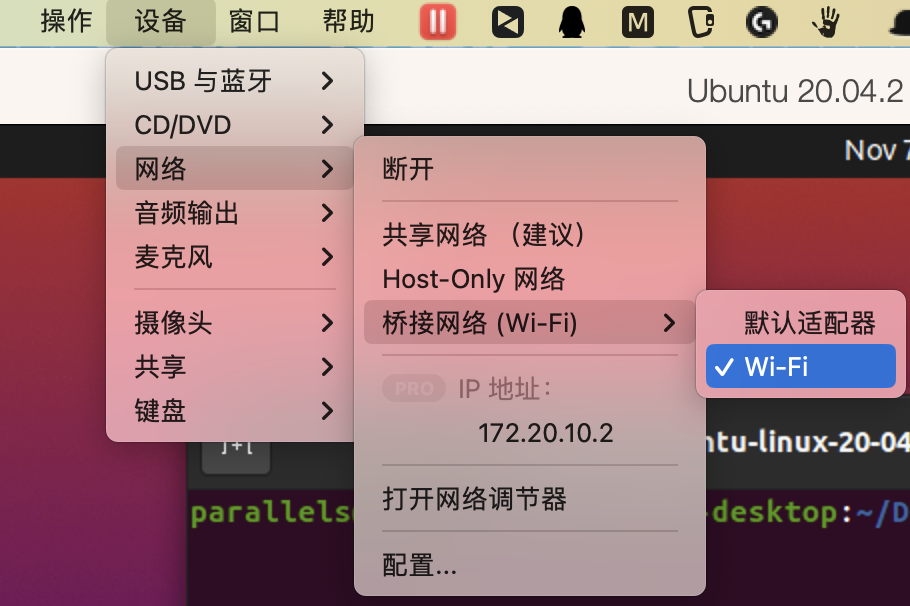 操作 设备 窗口 帮助
Ubuntu 20.04.2
Nov 7
USB 与蓝牙
CD/DVD
网络
音频输出
麦克风
摄像头
共享
键盘
断开
共享网络 （建议）
Host-Only 网络
桥接网络 (Wi-Fi)
PRO IP 地址：
172.20.10.2
打开网络调节器
配置...
默认适配器
✓ Wi-Fi
ntu-linux-20-04
parallels
-desktop:~/D